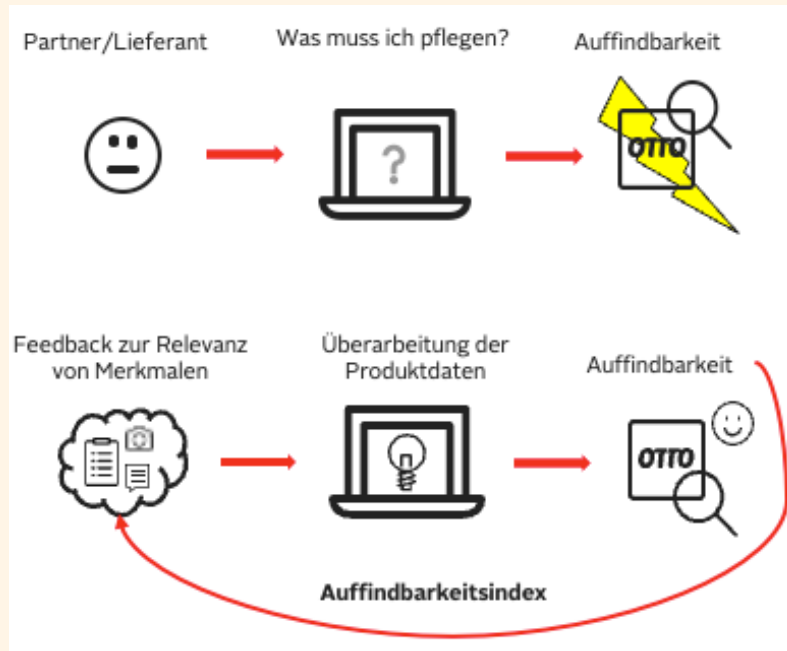 Partner/Lieferant
Was muss ich pflegen?
Auffindbarkeit
?
OTTO
Feedback zur Relevanz
von Merkmalen
Überarbeitung der
Produktdaten
Auffindbarkeit
OTTO
Auffindbarkeitsindex